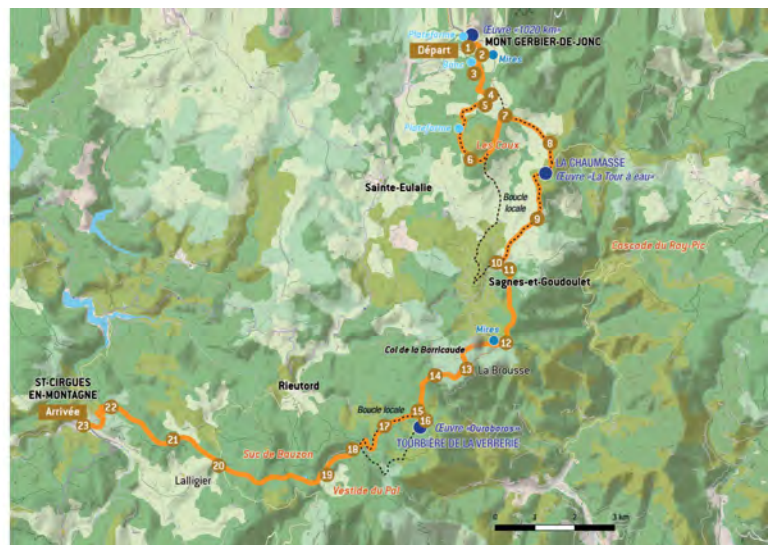 Plateforme
Œuvre «1020 km»
MONT GERBIER-DE-JONC
Départ
1
2
Mires
3
4
5
7
Plateforme
Les Coux
6
8
LA CHAUMASSE
Œuvre «La Tour à eau»
Sainte-Eulalie
Boucle
locale
9
Cascade du Ray-Pic
10
11
Sagnes-et-Goudoulet
Mires
12
Col de la Barricaude
13
La Brousse
14
ST-CIRGUES
EN-MONTAGNE
Rieutord
Arrivée
22
23
Boucle locale
15
16
17
Œuvre «Ouroboros»
TOURBIÈRE DE LA VERRERIE
21
18
Suc de Bauzon
20
19
Lalligier
Vestide du Pal
3 km